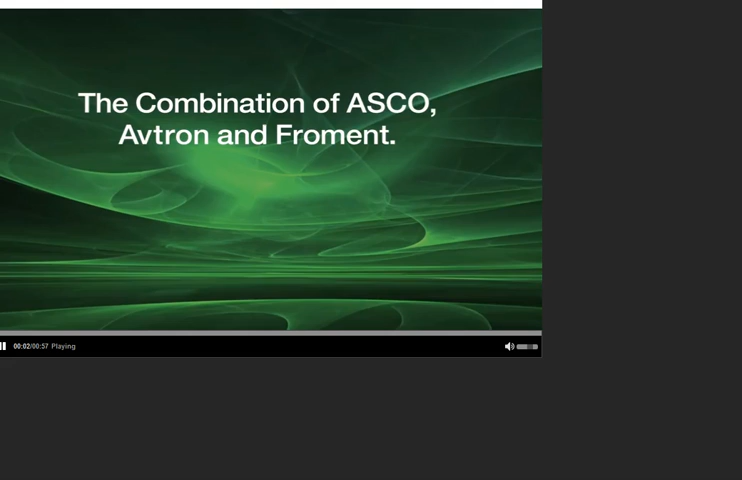 The Combination of ASCO,
Avtron and Froment.
00:02/00:57 Playing